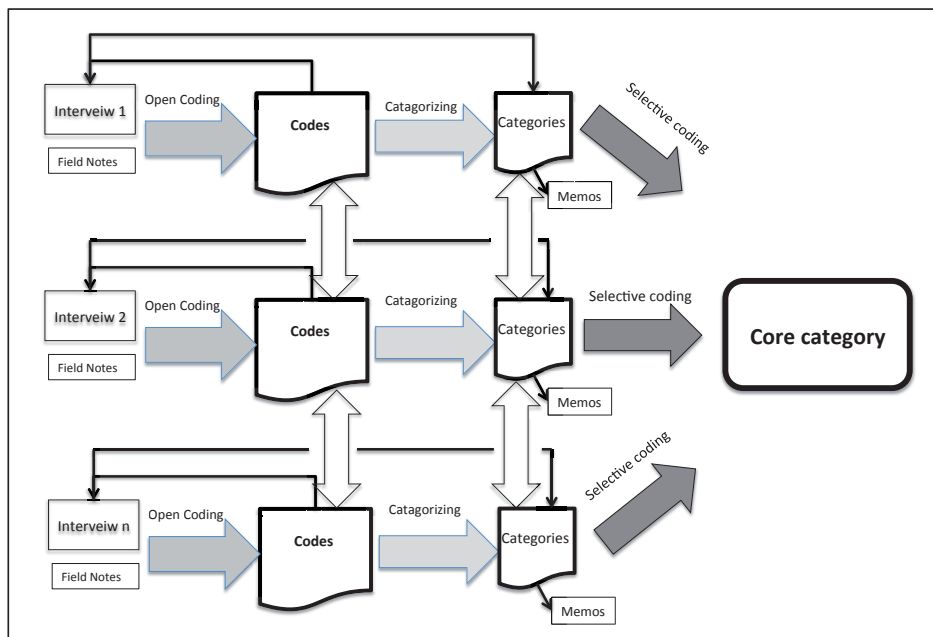 Interveiw 1
Field Notes
Open Coding
Codes
Catagorizing
Categories
Memos
Selective coding
Interveiw 2
Field Notes
Open Coding
Codes
Catagorizing
Categories
Memos
Selective coding
Core category
Interveiw n
Field Notes
Open Coding
Codes
Catagorizing
Categories
Memos
Selective coding